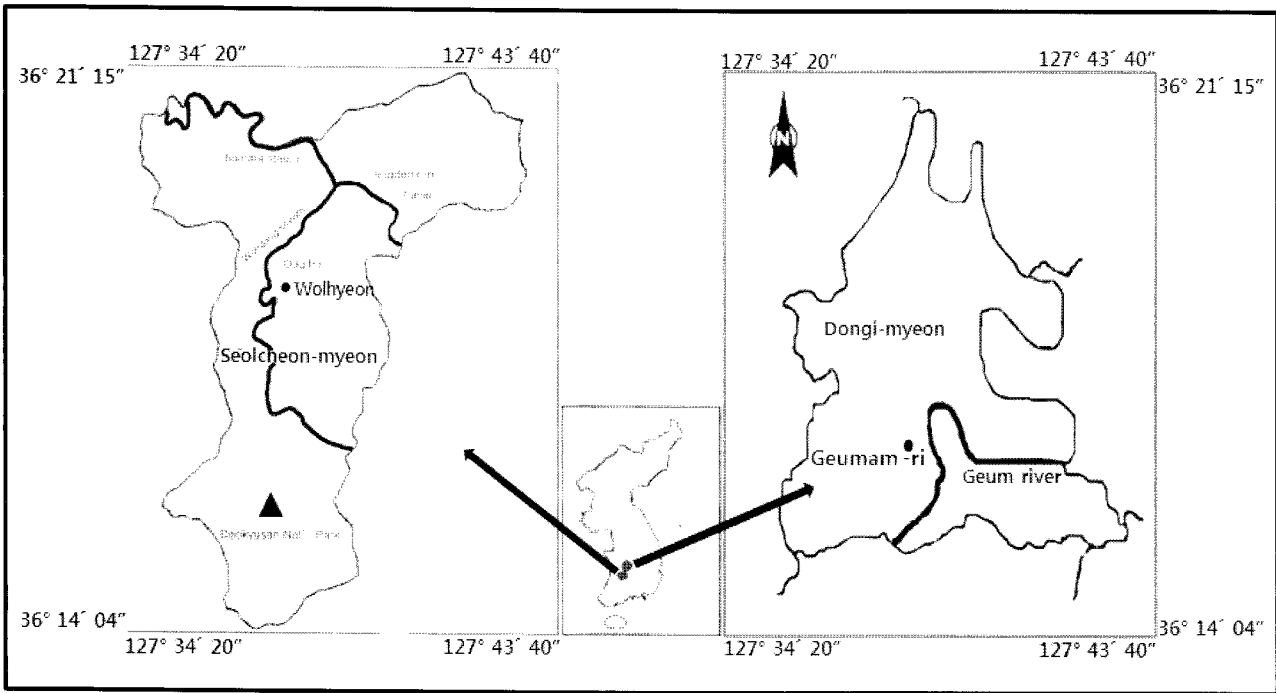 127° 34´ 20″
127° 43´ 40″
36° 21´ 15″
Wolhyeon
Seolcheon-myeon
36° 14´ 04″
127° 34´ 20″
127° 43´ 40″
127° 34´ 20″
127° 43´ 40″
36° 21´ 15″
N
Dongi-myeon
Geumam -ri
Geum river
36° 14´ 04″
127° 34´ 20″
127° 43´ 40″